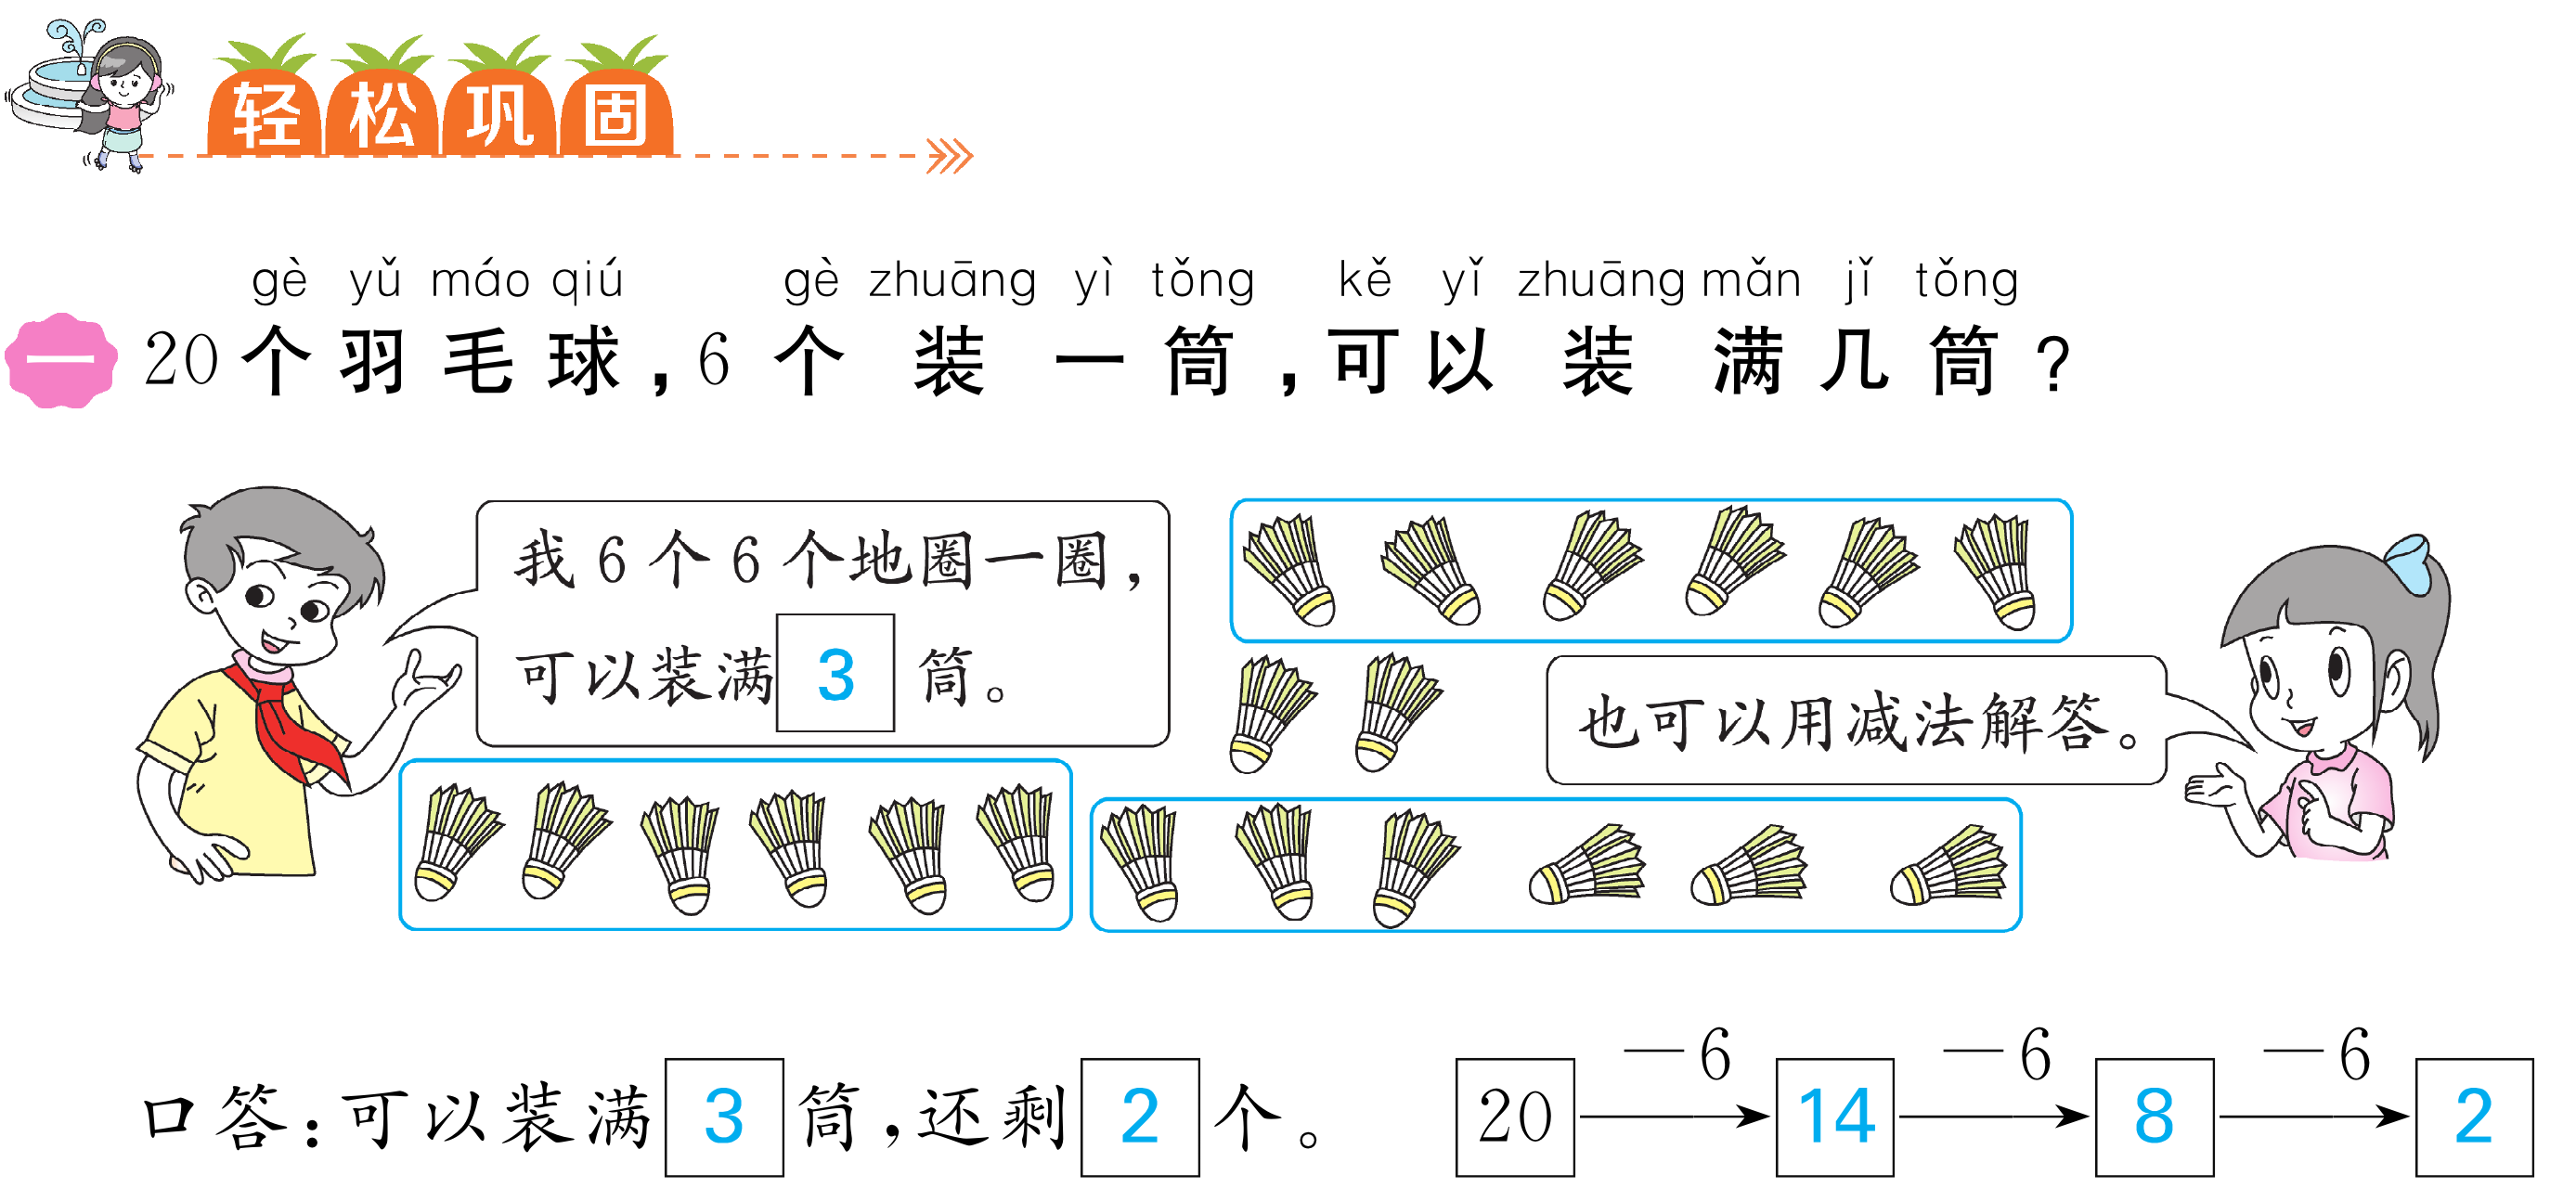 轻松巩固
gè yǔ máo qiú gè zhuāng yì tǒng kě yǐ zhuāng mǎn jǐ tǒng
一 20个羽毛球,6个装一筒,可以装满几筒?
我6个6个地圈一圈,
可以装满3筒。
也可以用减法解答。
-6 -6 -6
口答:可以装满3筒,还剩2个。 20 14 8 2